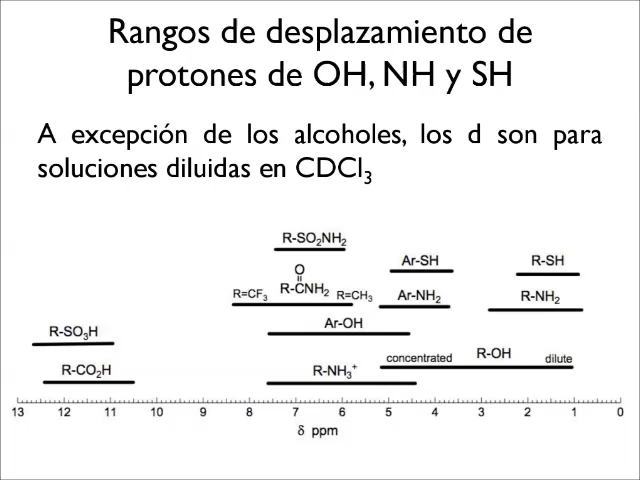 Rangos de desplazamiento de
protones de OH, NH y SH
A excepción de los alcoholes, los d son para
soluciones diluidas en CDCl₃
R-SO₂NH₂
Ar-SH
R-SH
O
R-CNH₂
R=CF₃
R=CH₃
Ar-NH₂
R-NH₂
Ar-OH
R-SO₃H
concentrated
R-OH
dilute
R-CO₂H
R-NH₃⁺
13 12 11 10 9 8 7 6 5 4 3 2 1 0
δ ppm